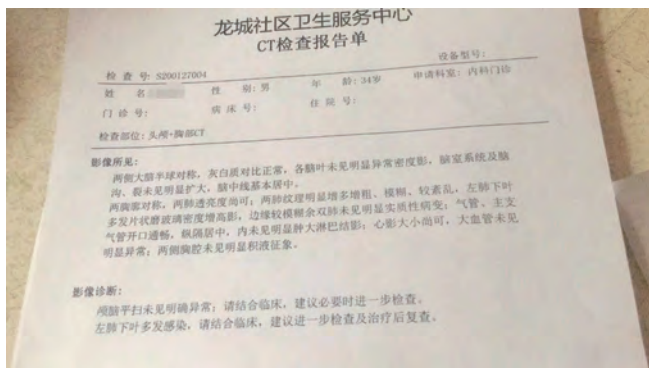 龙城社区卫生服务中心
CT检查报告单
设备型号：
检 查 号：S200127004
姓 名 性 别：男 年 龄：34岁 申请科室：内科门诊
门 诊 号： 病 床 号： 住 院 号：
检查部位：头颅+胸部CT
影像所见：
两侧大脑半球对称，灰白质对比正常，各脑叶未见明显异常密度影，脑室系统及脑
沟、裂未见明显扩大，脑中线基本居中。
两胸廓对称，两肺透亮度尚可；两肺纹理明显增多增粗、模糊、较紊乱，左肺下叶
多发片状磨玻璃密度增高影，边缘较模糊余双肺未见明显实质性病变；气管、主支
气管开口通畅，纵隔居中，内未见明显肿大淋巴结影；心影大小尚可，大血管未见
明显异常；两侧胸腔未见明显积液征象。
影像诊断：
颅脑平扫未见明确异常；请结合临床，建议必要时进一步检查。
左肺下叶多发感染，请结合临床，建议进一步检查及治疗后复查。